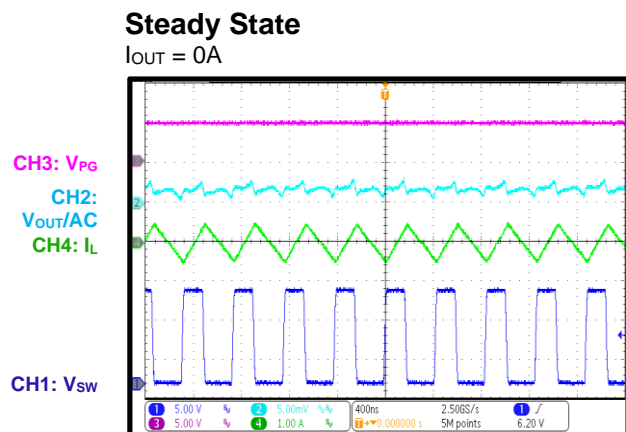 Steady State
IOUT = 0A
T
CH3: VPG
CH2:
VOUT/AC
CH4: IL
CH1: VSW
2
4
1
1 5.00 V 2 5.00mV 400ns 2.50GS/s 1
3 5.00 V 4 1.00 A T→▼0.000000 s 5M points 6.20 V